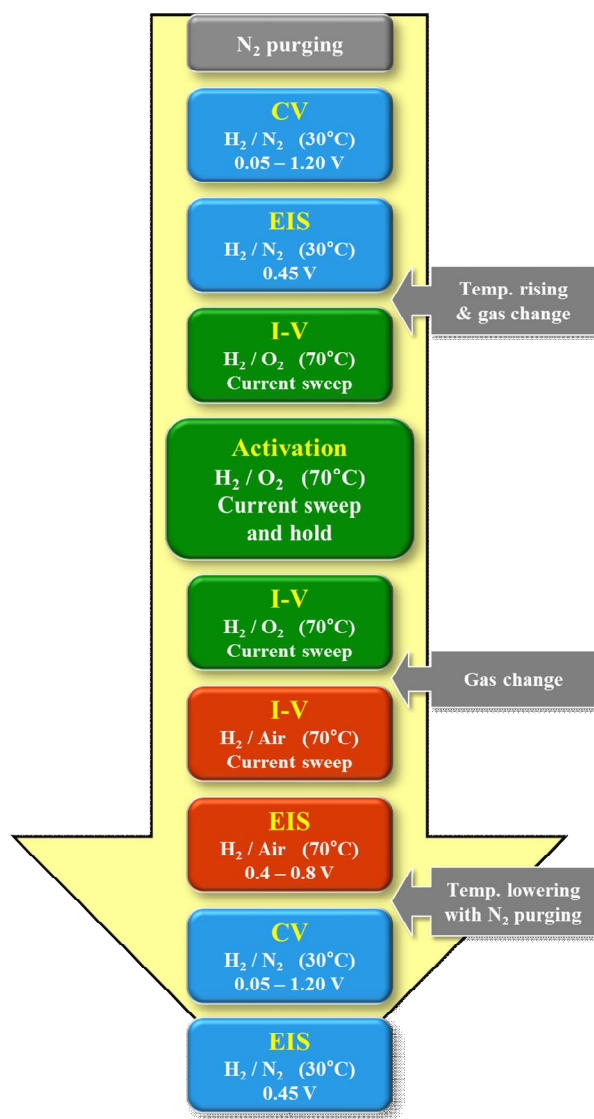 N₂ purging
CV
H₂ / N₂ (30°C)
0.05 – 1.20 V
EIS
H₂ / N₂ (30°C)
0.45 V
Temp. rising
& gas change
I-V
H₂ / O₂ (70°C)
Current sweep
Activation
H₂ / O₂ (70°C)
Current sweep
and hold
I-V
H₂ / O₂ (70°C)
Current sweep
Gas change
I-V
H₂ / Air (70°C)
Current sweep
EIS
H₂ / Air (70°C)
0.4 – 0.8 V
Temp. lowering
with N₂ purging
CV
H₂ / N₂ (30°C)
0.05 – 1.20 V
EIS
H₂ / N₂ (30°C)
0.45 V